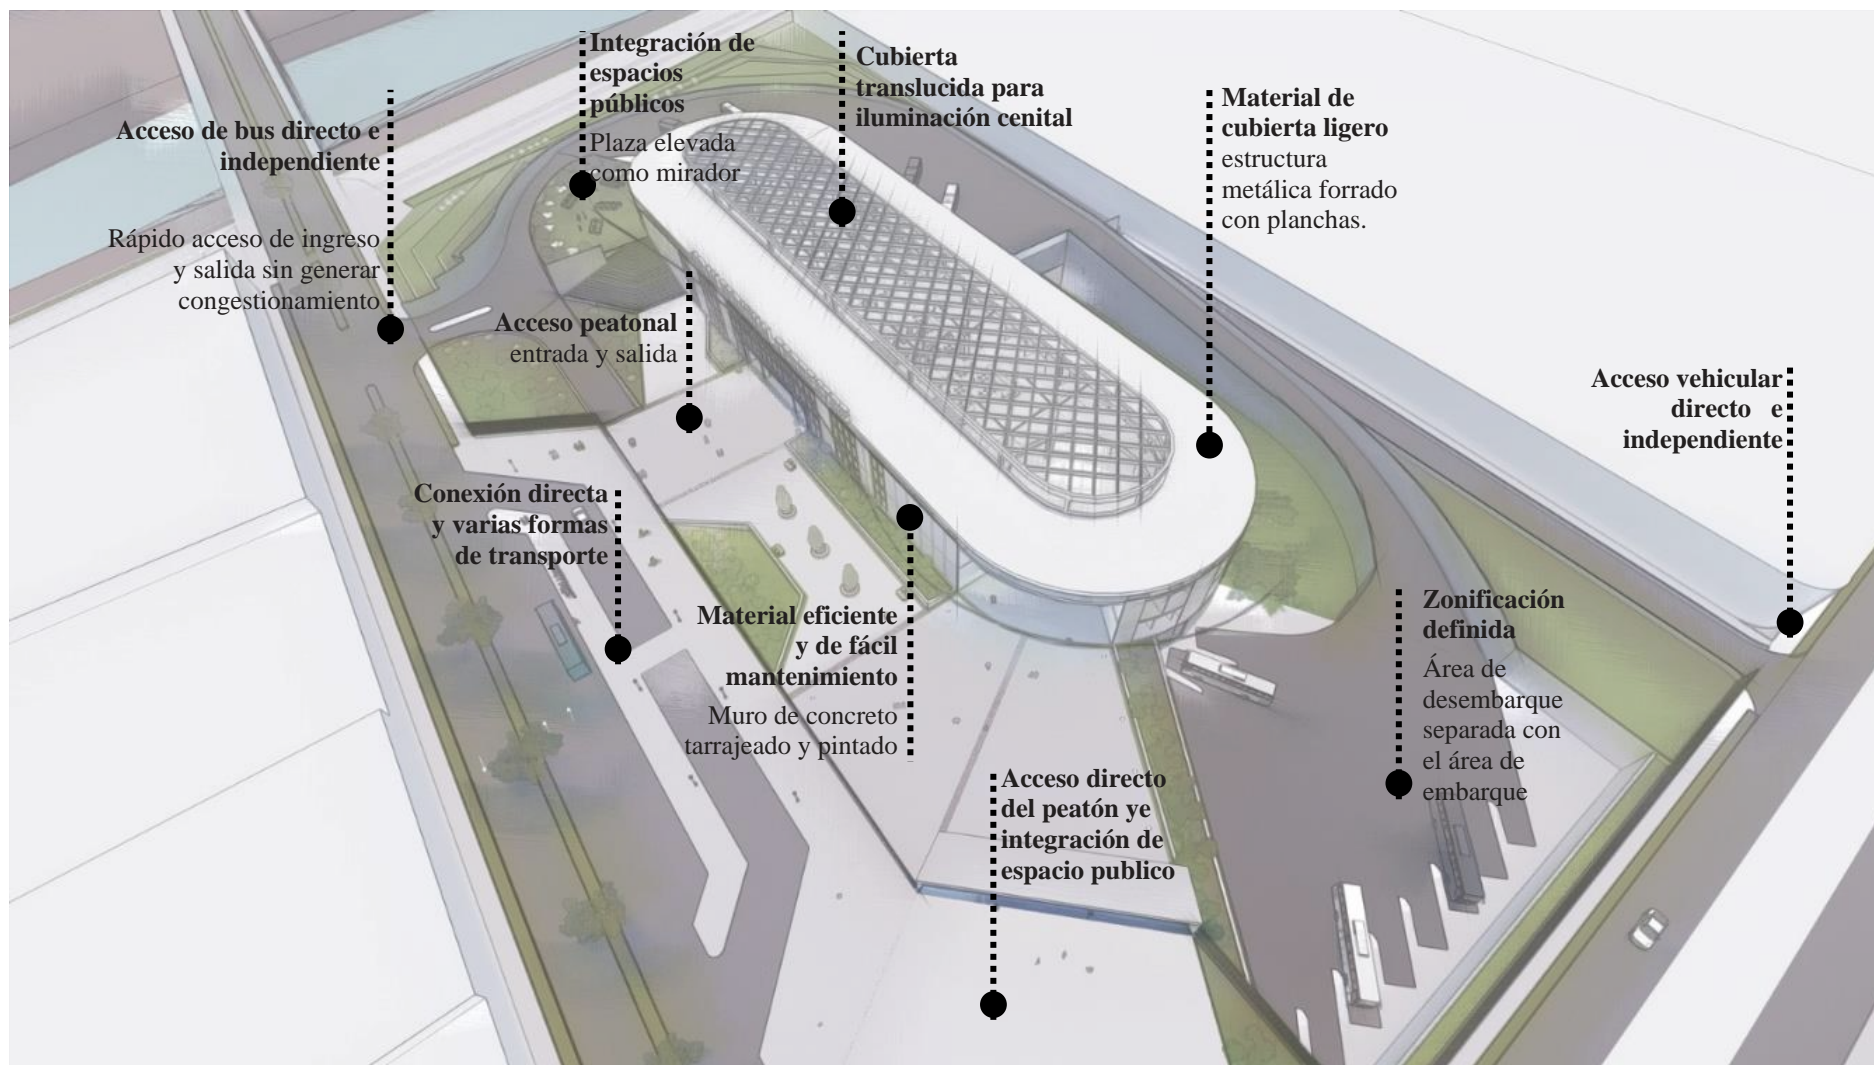 Acceso de bus directo e
independiente
Rápido acceso de ingreso
y salida sin generar
congestionamiento
Integración de
espacios
públicos
Plaza elevada
como mirador
Cubierta
translucida para
iluminación cenital
Material de
cubierta ligero
estructura
metálica forrado
con planchas.
Acceso peatonal
entrada y salida
Acceso vehicular
directo e
independiente
Conexión directa
y varias formas
de transporte
Material eficiente
y de fácil
mantenimiento
Muro de concreto
tarrajeado y pintado
Zonificación
definida
Área de
desembarque
separada con
el área de
embarque
Acceso directo
del peatón ye
integración de
espacio publico